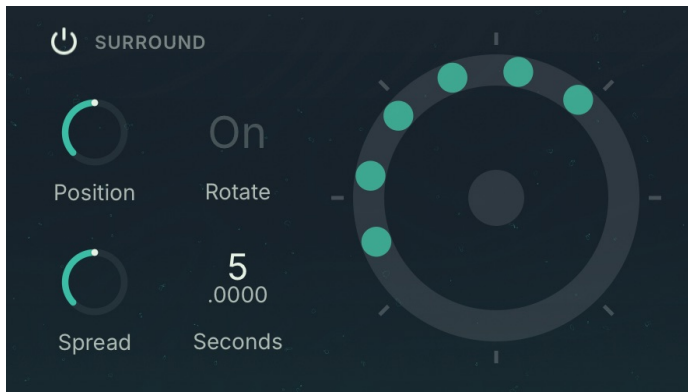 SURROUND
On
Position
Rotate
5
.0000
Spread
Seconds